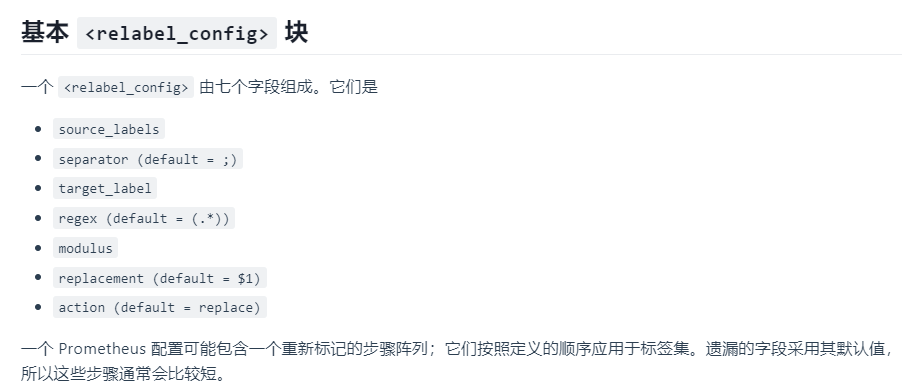 基本 <relabel_config> 块
一个 <relabel_config> 由七个字段组成。它们是
source_labels
separator (default = ;)
target_label
regex (default = (.*))
modulus
replacement (default = $1)
action (default = replace)
一个 Prometheus 配置可能包含一个重新标记的步骤阵列；它们按照定义的顺序应用于标签集。遗漏的字段采用其默认值，
所以这些步骤通常会比较短。